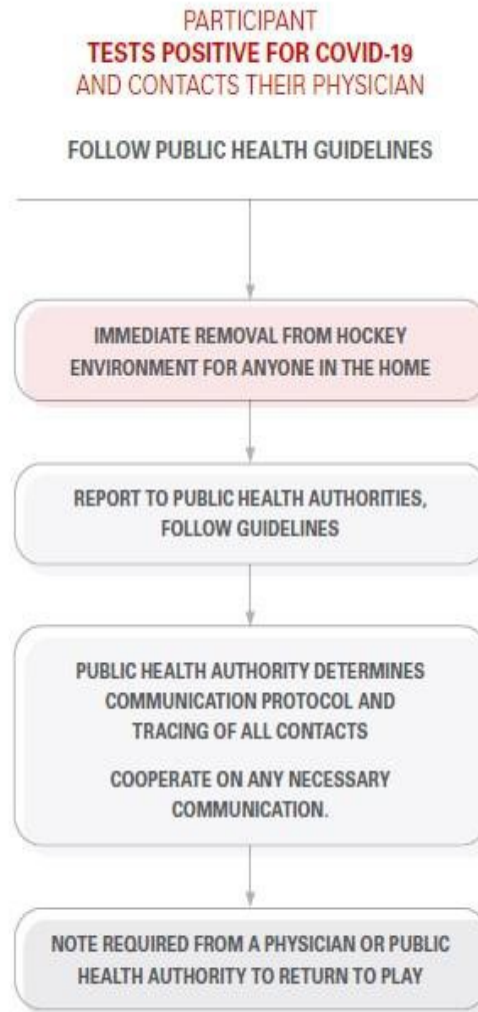 PARTICIPANT
TESTS POSITIVE FOR COVID-19
AND CONTACTS THEIR PHYSICIAN
FOLLOW PUBLIC HEALTH GUIDELINES
IMMEDIATE REMOVAL FROM HOCKEY
ENVIRONMENT FOR ANYONE IN THE HOME
REPORT TO PUBLIC HEALTH AUTHORITIES,
FOLLOW GUIDELINES
PUBLIC HEALTH AUTHORITY DETERMINES
COMMUNICATION PROTOCOL AND
TRACING OF ALL CONTACTS
COOPERATE ON ANY NECESSARY
COMMUNICATION.
NOTE REQUIRED FROM A PHYSICIAN OR PUBLIC
HEALTH AUTHORITY TO RETURN TO PLAY